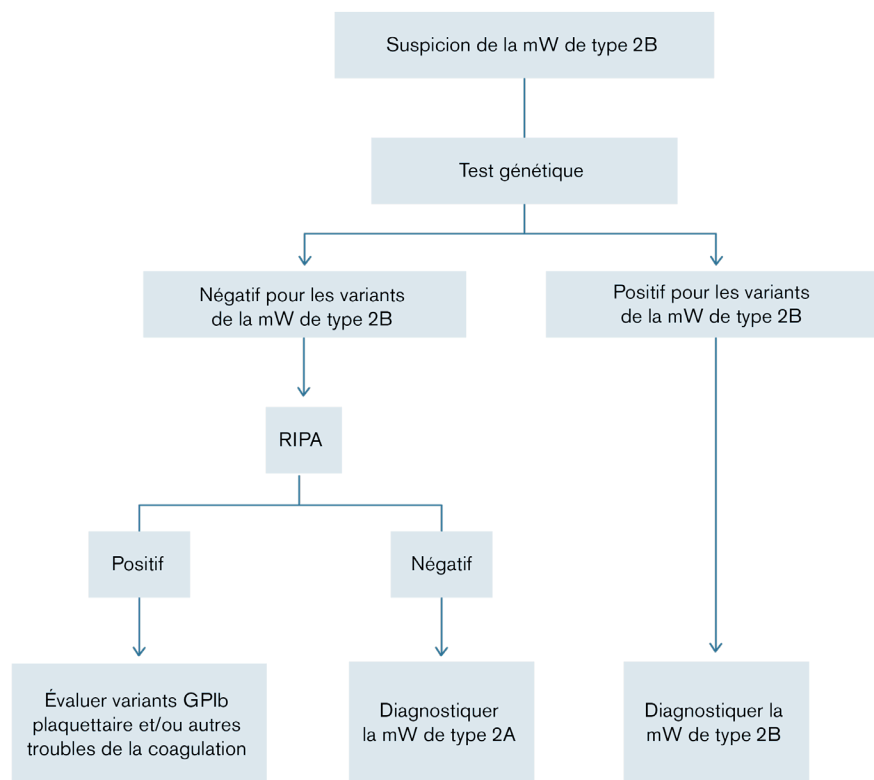 Suspicion de la mW de type 2B
Test génétique
Négatif pour les variants
de la mW de type 2B
Positif pour les variants
de la mW de type 2B
RIPA
Positif
Négatif
Évaluer variants GPIb
plaquettaire et/ou autres
troubles de la coagulation
Diagnostiquer
la mW de type 2A
Diagnostiquer la
mW de type 2B